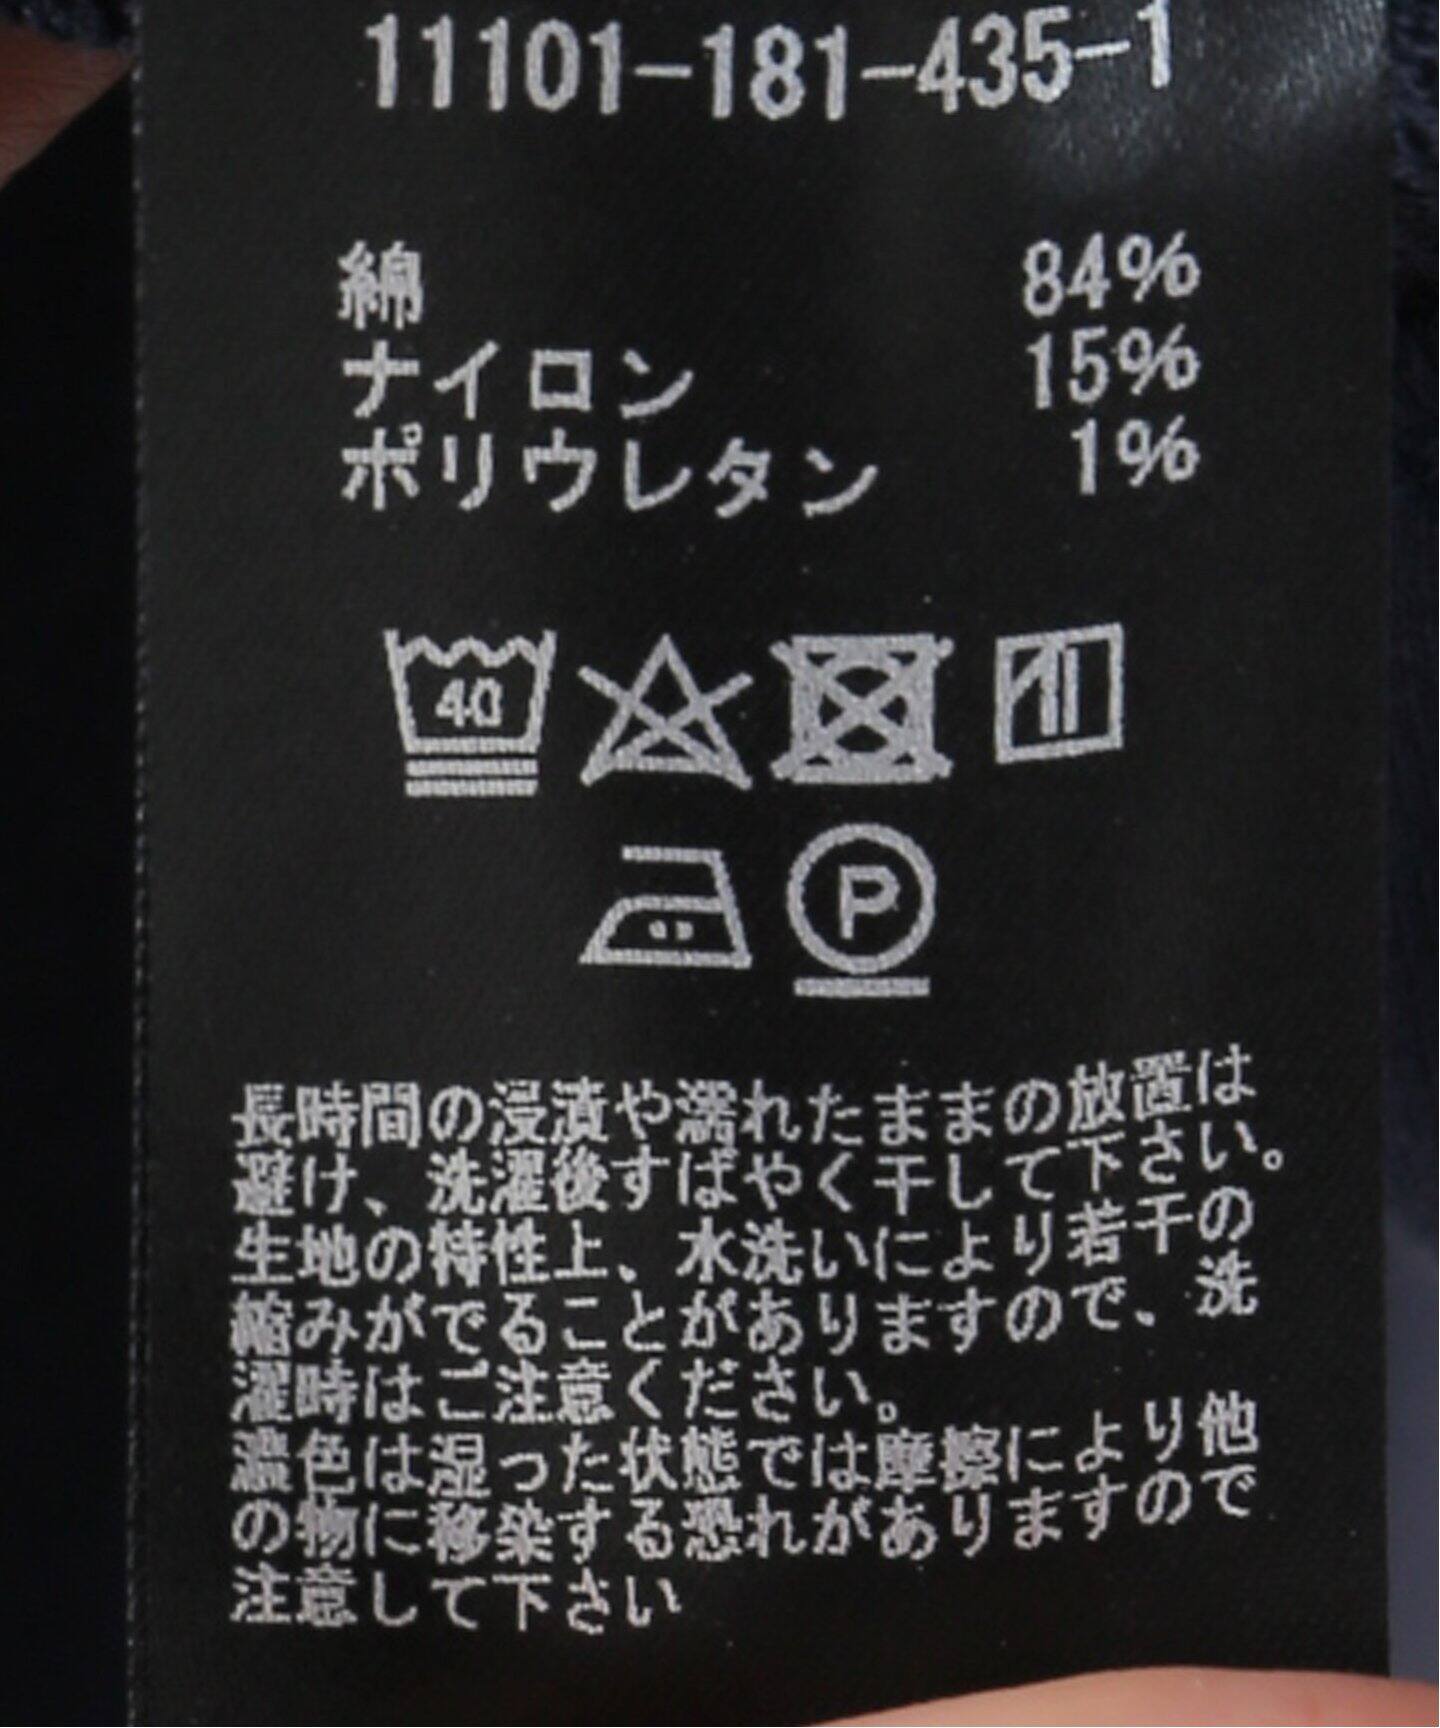 11101-181-435-1
綿 84%
ナイロン 15%
ポリウレタン 1%
40
P
長時間の浸漬や濡れたままの放置は
避け、洗濯後すばやく干して下さい。
生地の特性上、水洗いにより若干の
縮みがでることがありますので、洗
濯時はご注意ください。
濃色は湿った状態では摩擦により他
の物に移染する恐れがありますので
注意して下さい